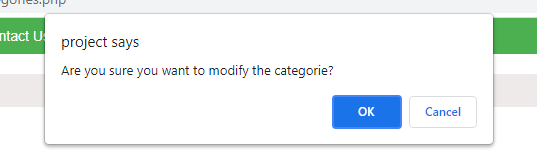 ntact Us
project says
Are you sure you want to modify the categorie?
OK
Cancel